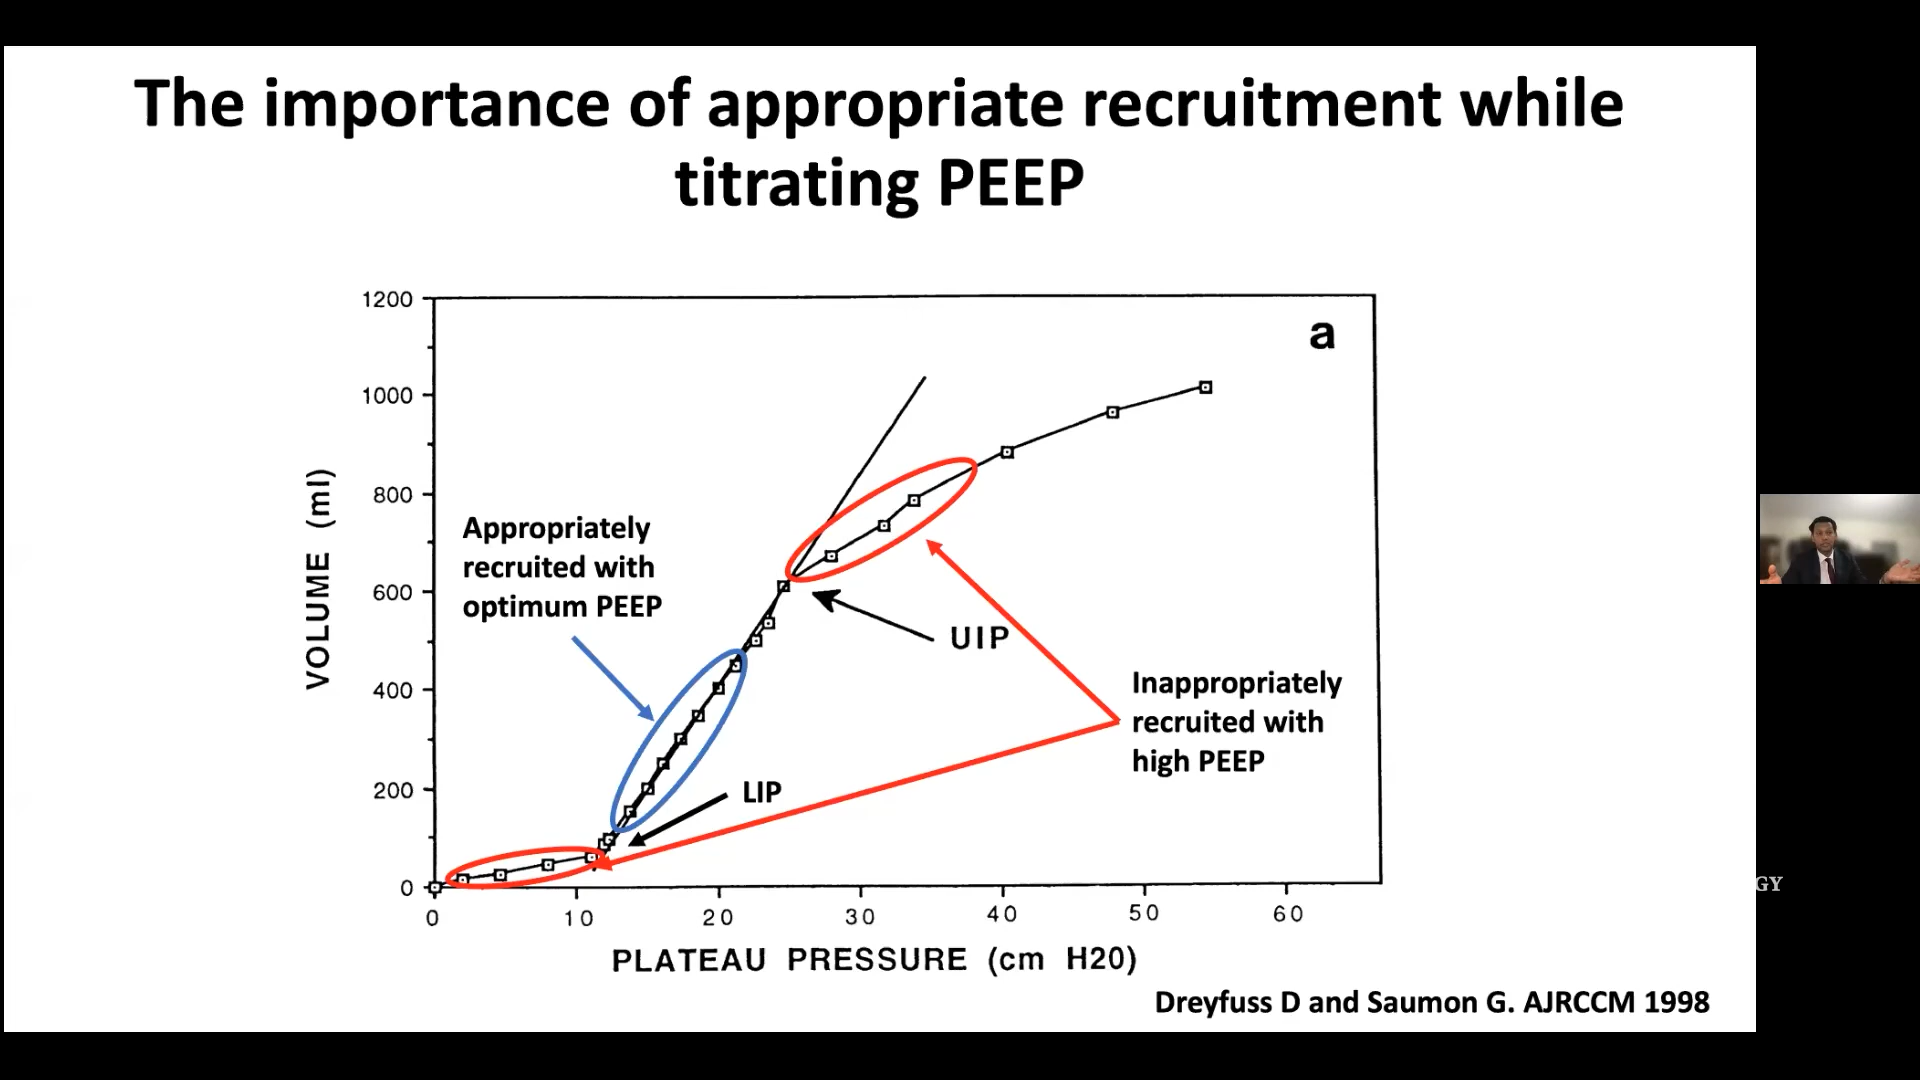 The importance of appropriate recruitment while
titrating PEEP
1200
1000
800
600
400
200
0
VOLUME (ml)
a
Appropriately
recruited with
optimum PEEP
UIP
LIP
Inappropriately
recruited with
high PEEP
0 10 20 30 40 50 60
PLATEAU PRESSURE (cm H20)
Dreyfuss D and Saumon G. AJRCCM 1998
GY